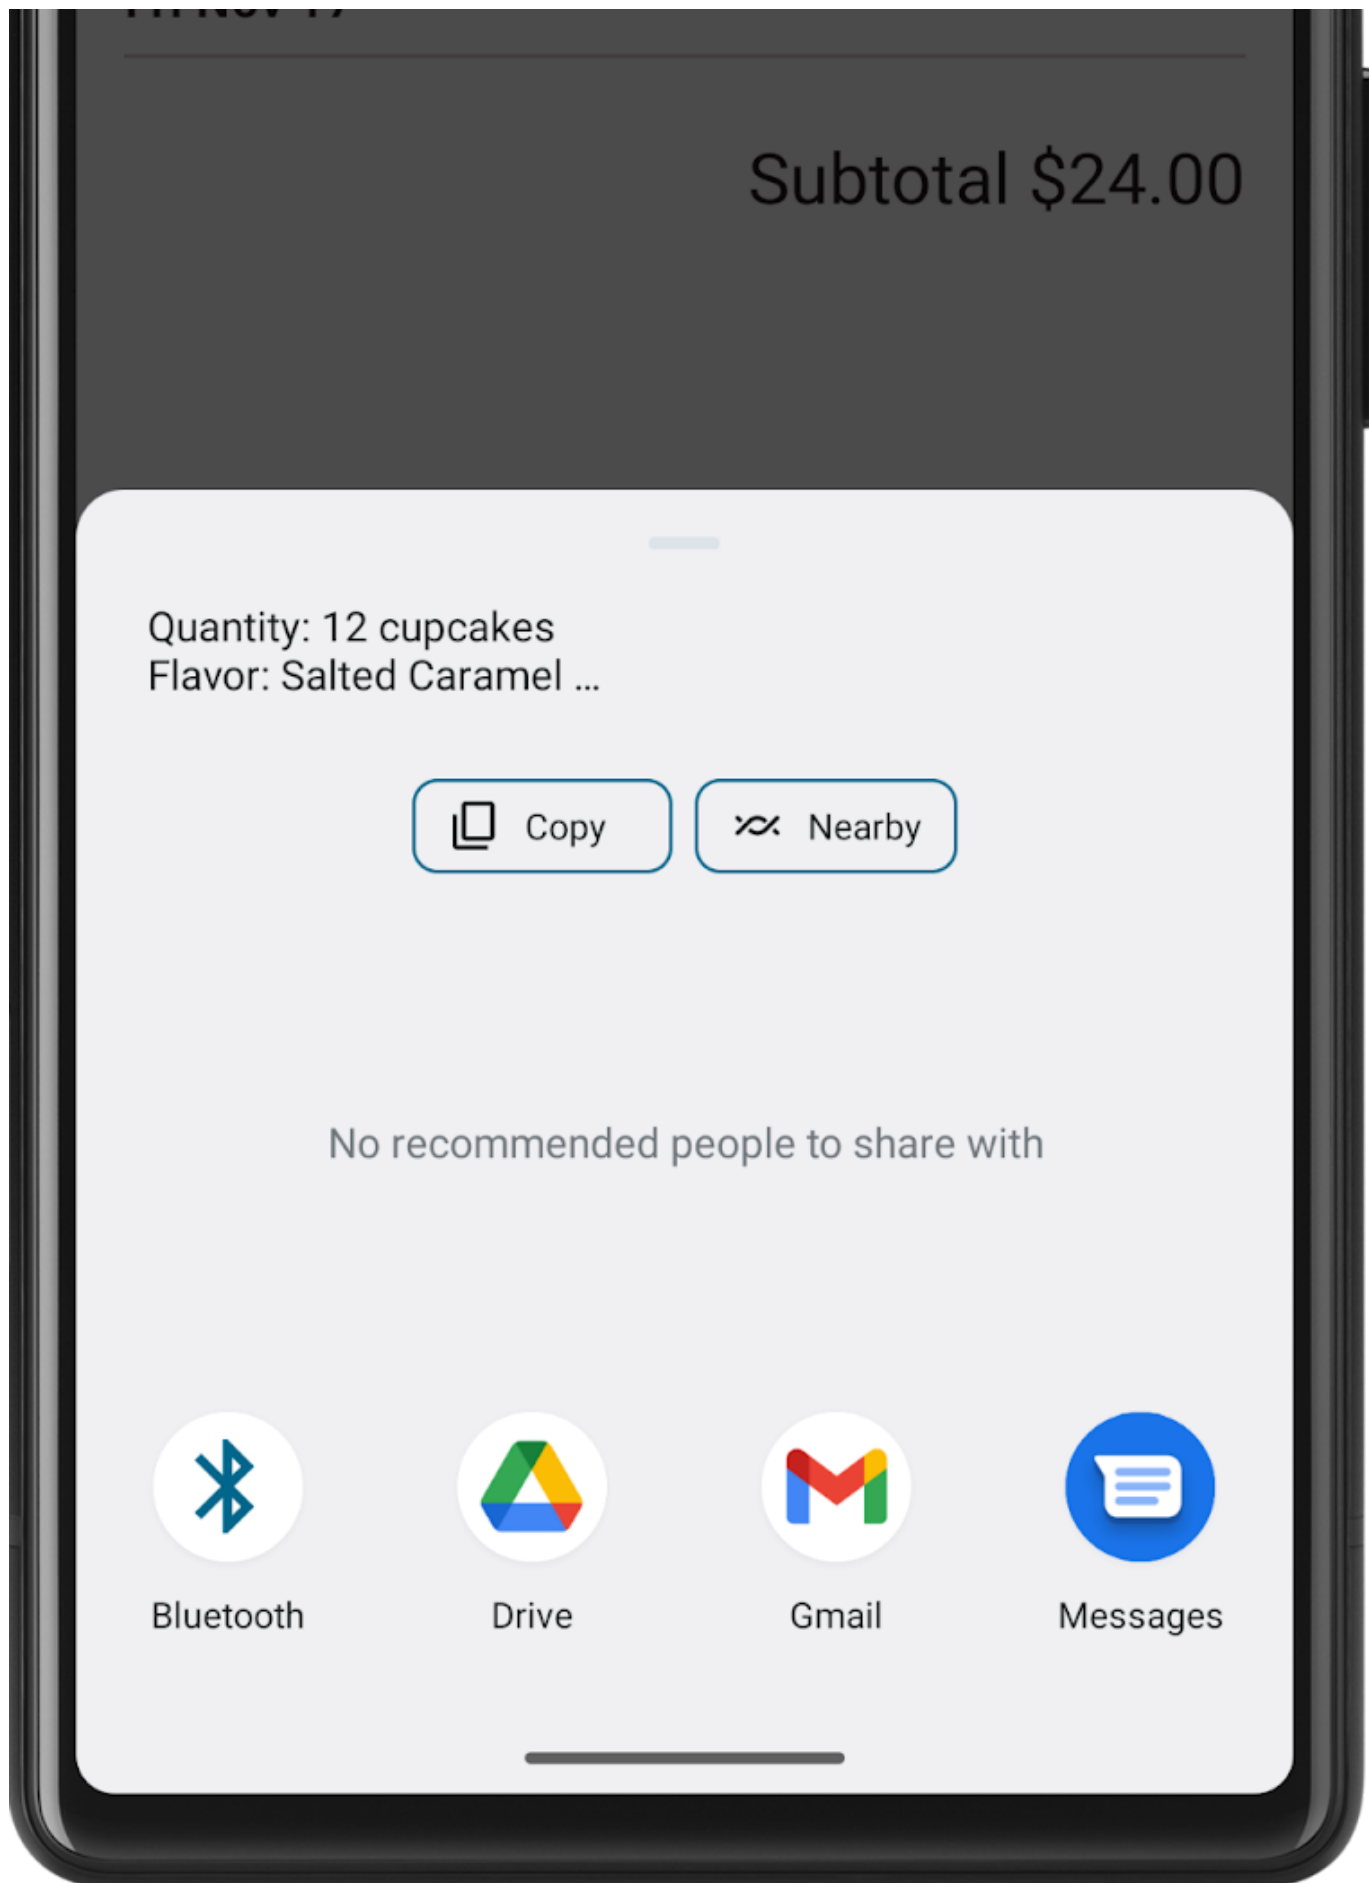 Subtotal $24.00
Quantity: 12 cupcakes
Flavor: Salted Caramel ...
Copy
Nearby
No recommended people to share with
Bluetooth
Drive
Gmail
Messages